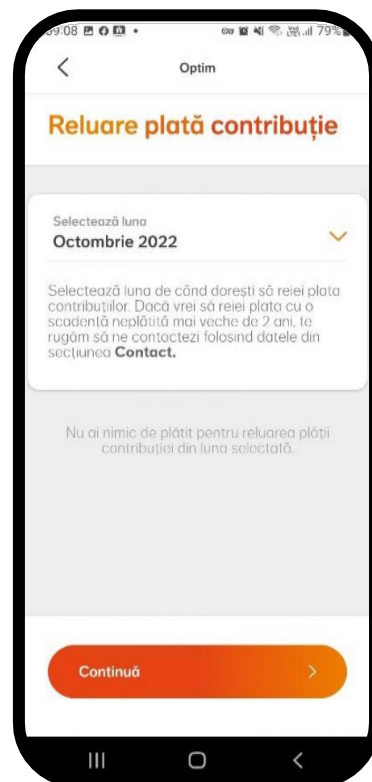 09:08
79%
Optim
Reluare plată contribuție
Selectează luna
Octombrie 2022
Selectează luna de când dorești să reiei plata
contribuțiilor. Dacă vrei să reiei plata cu o
scadență neplătită mai veche de 2 ani, te
rugăm să ne contactezi folosind datele din
secțiunea Contact.
Nu ai nimic de plătit pentru reluarea plății
contribuției din luna selectată.
Continuă